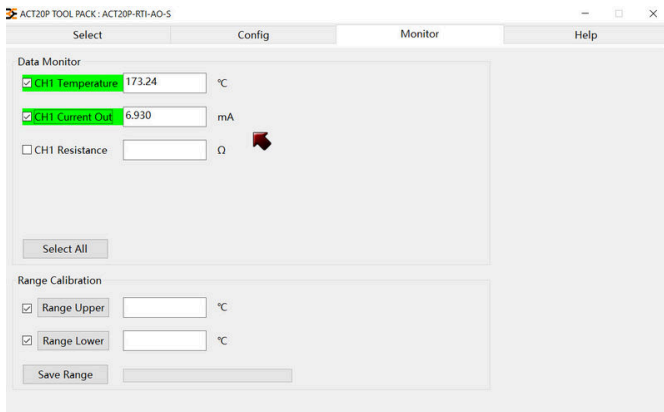 ACT20P TOOL PACK : ACT20P-RTI-AO-S
Select Config Monitor Help
Data Monitor
CH1 Temperature 173.24 ℃
CH1 Current Out 6.930 mA
CH1 Resistance Ω
Select All
Range Calibration
Range Upper ℃
Range Lower ℃
Save Range